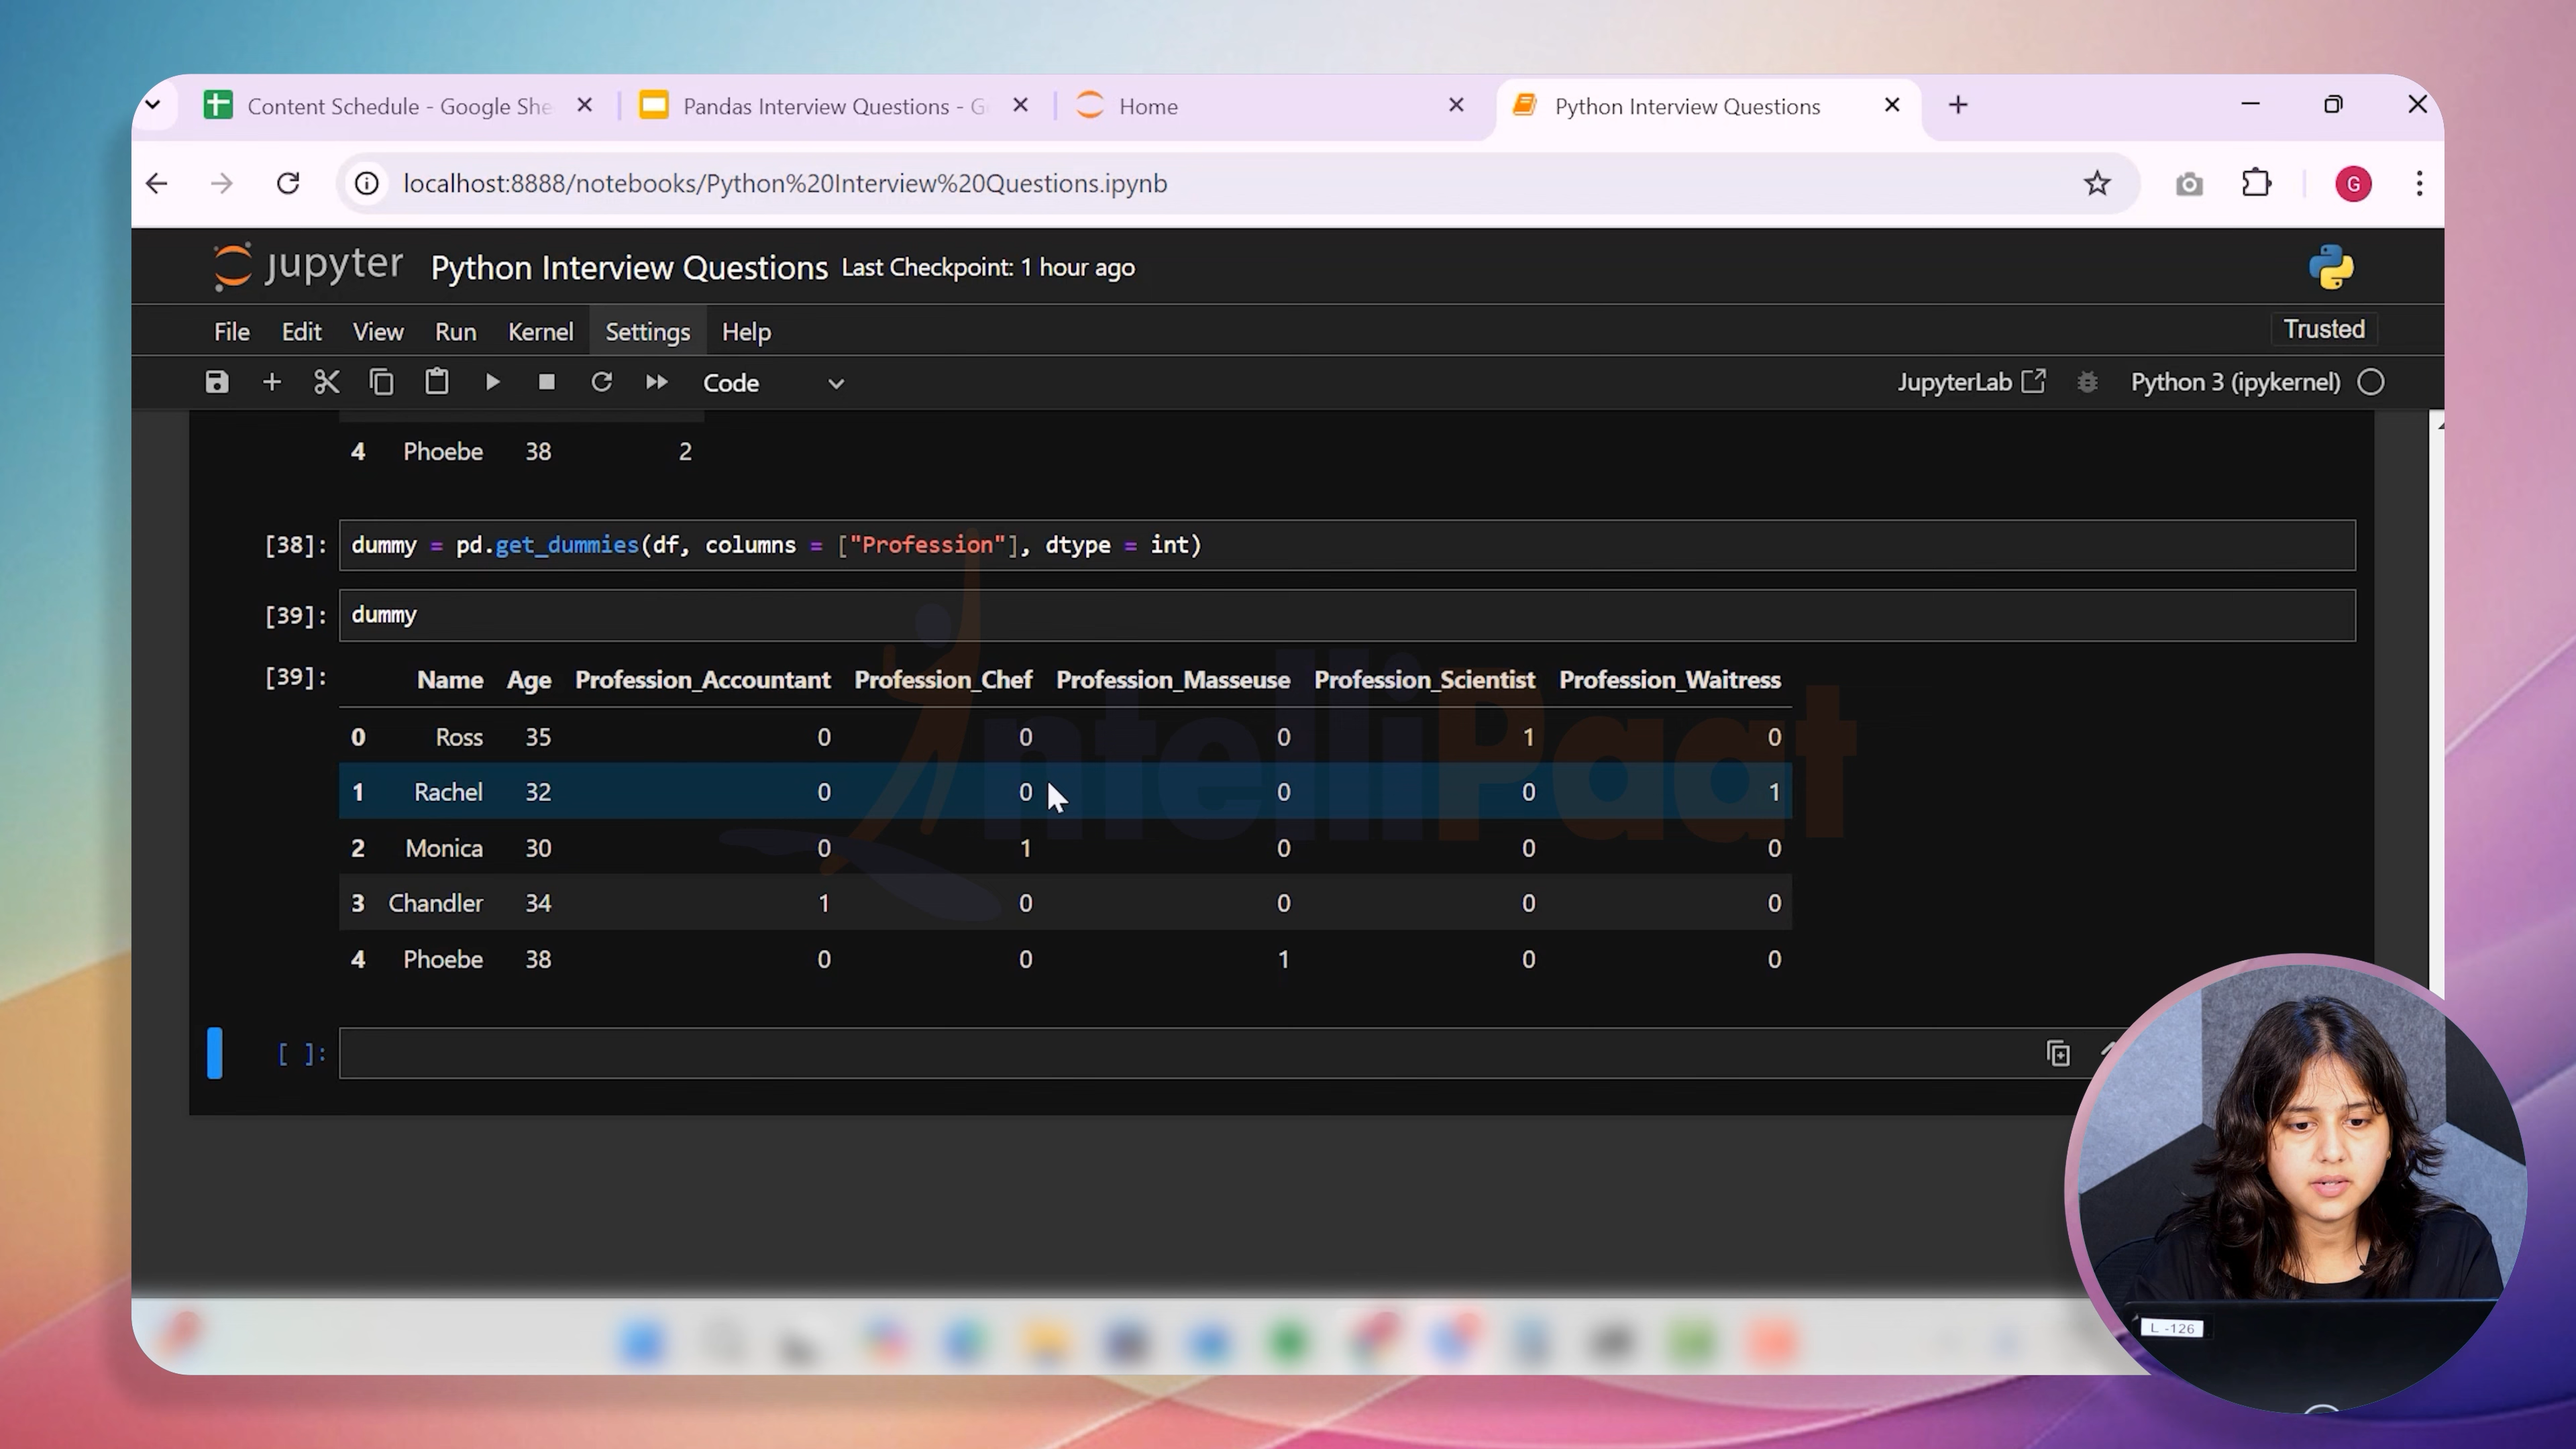 Content Schedule - Google She
Pandas Interview Questions - G
Home
Python Interview Questions
localhost:8888/notebooks/Python%20Interview%20Questions.ipynb
G
jupyter Python Interview Questions Last Checkpoint: 1 hour ago
File Edit View Run Kernel Settings Help
Trusted
Code
JupyterLab
Python 3 (ipykernel)
4 Phoebe 38 2
[38]: dummy = pd.get_dummies(df, columns = ["Profession"], dtype = int)
[39]: dummy
[39]: Name Age Profession_Accountant Profession_Chef Profession_Masseuse Profession_Scientist Profession_Waitress
0 Ross 35 0 0 0 1 0
1 Rachel 32 0 0 0 0 1
2 Monica 30 0 1 0 0 0
3 Chandler 34 1 0 0 0 0
4 Phoebe 38 0 0 1 0 0
IntelliPaat
[ ]:
L -126